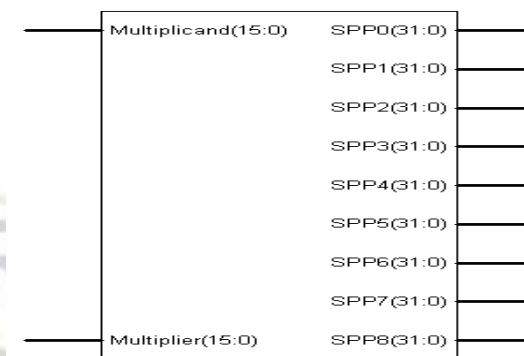 Multiplicand(15:0) SPP0(31:0)
SPP1(31:0)
SPP2(31:0)
SPP3(31:0)
SPP4(31:0)
SPP5(31:0)
SPP6(31:0)
SPP7(31:0)
Multiplier(15:0) SPP8(31:0)